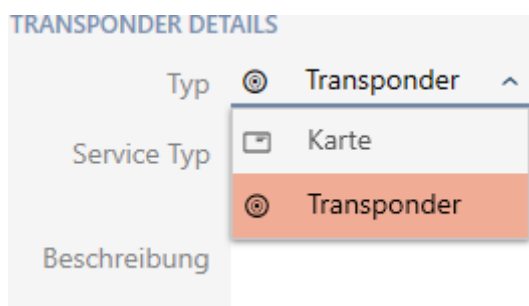 TRANSPONDER DETAILS
Typ Transponder
Karte
Service Typ
Transponder
Beschreibung